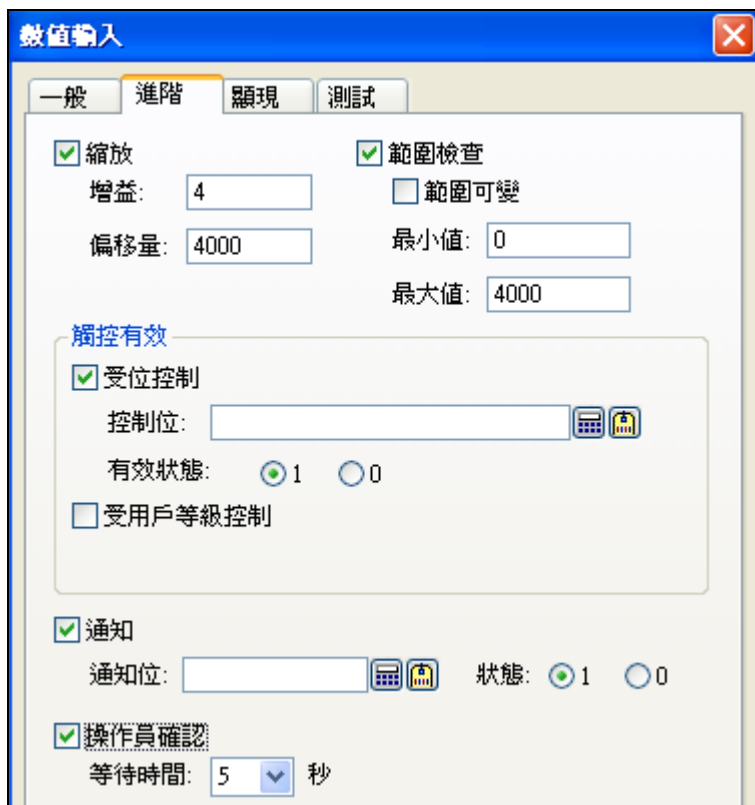 數值輸入
一般 進階 顯現 測試
縮放 範圍檢查
增益: 4 範圍可變
偏移量: 4000 最小值: 0
最大值: 4000
觸控有效
受位控制
控制位:
有效狀態: 1 0
受用戶等級控制
通知
通知位: 狀態: 1 0
操作員確認
等待時間: 5 秒